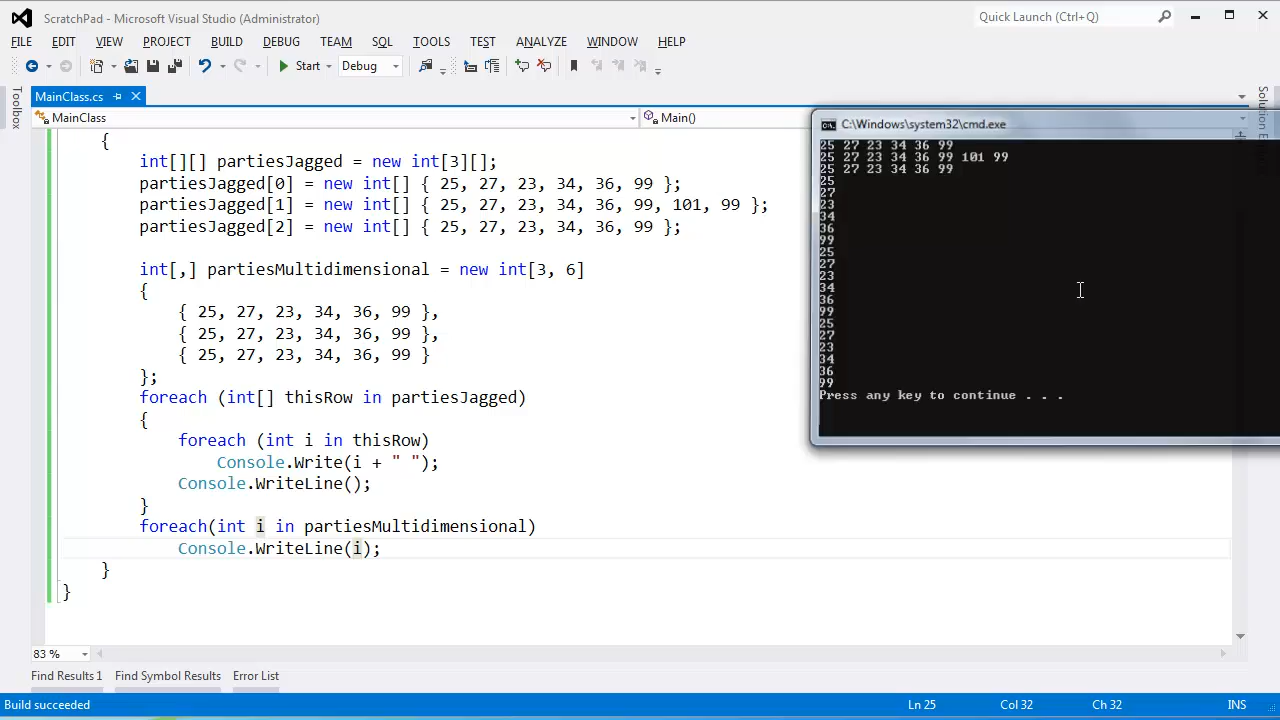 ScratchPad - Microsoft Visual Studio (Administrator)
Quick Launch (Ctrl+Q)
FILE EDIT VIEW PROJECT BUILD DEBUG TEAM SQL TOOLS TEST ANALYZE WINDOW HELP
Start Debug
MainClass.cs
Toolbox
MainClass
Main()
{
int[][] partiesJagged = new int[3][];
partiesJagged[0] = new int[] { 25, 27, 23, 34, 36, 99 };
partiesJagged[1] = new int[] { 25, 27, 23, 34, 36, 99, 101, 99 };
partiesJagged[2] = new int[] { 25, 27, 23, 34, 36, 99 };
int[,] partiesMultidimensional = new int[3, 6]
{
{ 25, 27, 23, 34, 36, 99 },
{ 25, 27, 23, 34, 36, 99 },
{ 25, 27, 23, 34, 36, 99 }
};
foreach (int[] thisRow in partiesJagged)
{
foreach (int i in thisRow)
Console.Write(i + " ");
Console.WriteLine();
}
foreach(int i in partiesMultidimensional)
Console.WriteLine(i);
}
}
C:\Windows\system32\cmd.exe
25 27 23 34 36 99
25 27 23 34 36 99 101 99
25 27 23 34 36 99
25
27
23
34
36
99
25
27
23
34
36
99
25
27
23
34
36
99
Press any key to continue . . .
83 %
Find Results 1 Find Symbol Results Error List
Build succeeded
Ln 25 Col 32 Ch 32 INS